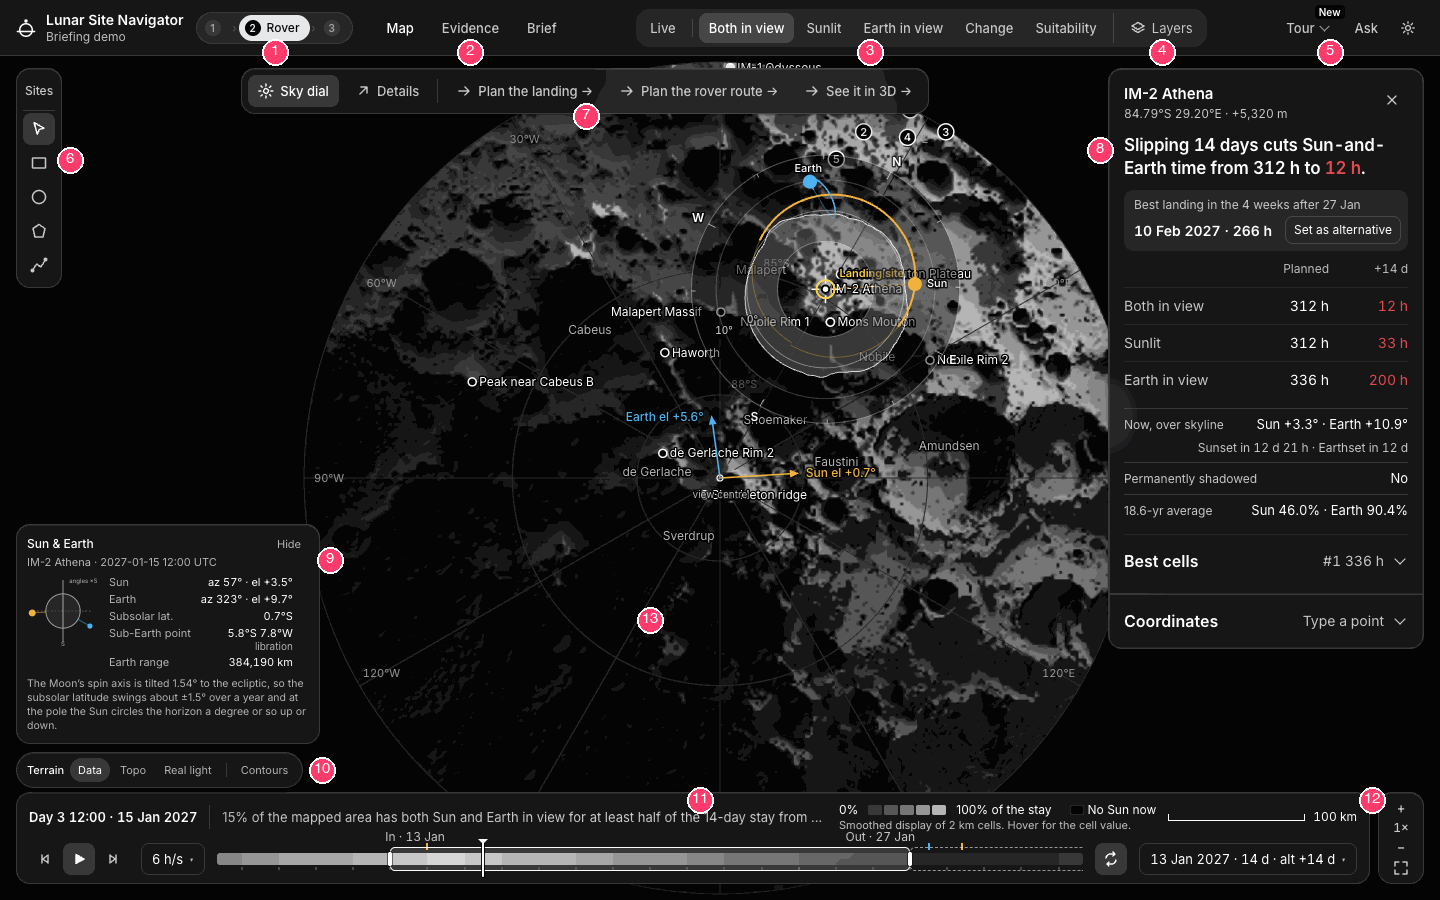 Lunar Site Navigator
Briefing demo
1 › 2 Rover › 3
Map Evidence Brief
Live Both in view Sunlit Earth in view Change Suitability Layers
New
Tour Ask
1 2 3 4 5
Sites
Sky dial Details → Plan the landing → → Plan the rover route → → See it in 3D →
7
6
30°W
60°W
90°W
120°W
120°E
2 4 3
5
N
Earth
W
Malapert
85°S
Landing site
IM-2 Athena
Sun
Malapert Massif
10°
0°
Nobile Rim 1
Mons Mouton
Cabeus
Haworth
Nobile
Nobile Rim 2
E
Peak near Cabeus B
88°S
Earth el +5.6°
S
Shoemaker
de Gerlache Rim 2
de Gerlache
Faustini
Sun el +0.7°
Amundsen
Sverdrup
13
8
IM-2 Athena
84.79°S 29.20°E · +5,320 m
Slipping 14 days cuts Sun-and-
Earth time from 312 h to 12 h.
Best landing in the 4 weeks after 27 Jan
10 Feb 2027 · 266 h Set as alternative
Planned +14 d
Both in view 312 h 12 h
Sunlit 312 h 33 h
Earth in view 336 h 200 h
Now, over skyline Sun +3.3° · Earth +10.9°
Sunset in 12 d 21 h · Earthset in 12 d
Permanently shadowed No
18.6-yr average Sun 46.0% · Earth 90.4%
Best cells #1 336 h
Coordinates Type a point
Sun & Earth Hide
9
IM-2 Athena · 2027-01-15 12:00 UTC
angles ×5
S
Sun az 57° · el +3.5°
Earth az 323° · el +9.7°
Subsolar lat. 0.7°S
Sub-Earth point 5.8°S 7.8°W
libration
Earth range 384,190 km
The Moon's spin axis is tilted 1.54° to the ecliptic, so the
subsolar latitude swings about ±1.5° over a year and at
the pole the Sun circles the horizon a degree or so up or
down.
Terrain Data Topo Real light Contours
10
11
12
Day 3 12:00 · 15 Jan 2027
15% of the mapped area has both Sun and Earth in view for at least half of the 14-day stay from ...
0% 100% of the stay No Sun now
Smoothed display of 2 km cells. Hover for the cell value.
100 km
In · 13 Jan
Out · 27 Jan
6 h/s
13 Jan 2027 · 14 d · alt +14 d
+
1×
−